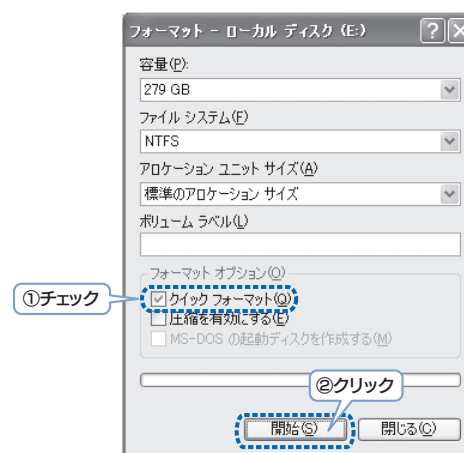 フォーマット - ローカル ディスク (E:)
容量(P):
279 GB
ファイル システム(F)
NTFS
アロケーション ユニット サイズ(A)
標準のアロケーション サイズ
ボリューム ラベル(L)
フォーマット オプション(O)
①チェック
クイック フォーマット(Q)
圧縮を有効にする(E)
MS-DOS の起動ディスクを作成する(M)
②クリック
開始(S) 閉じる(C)